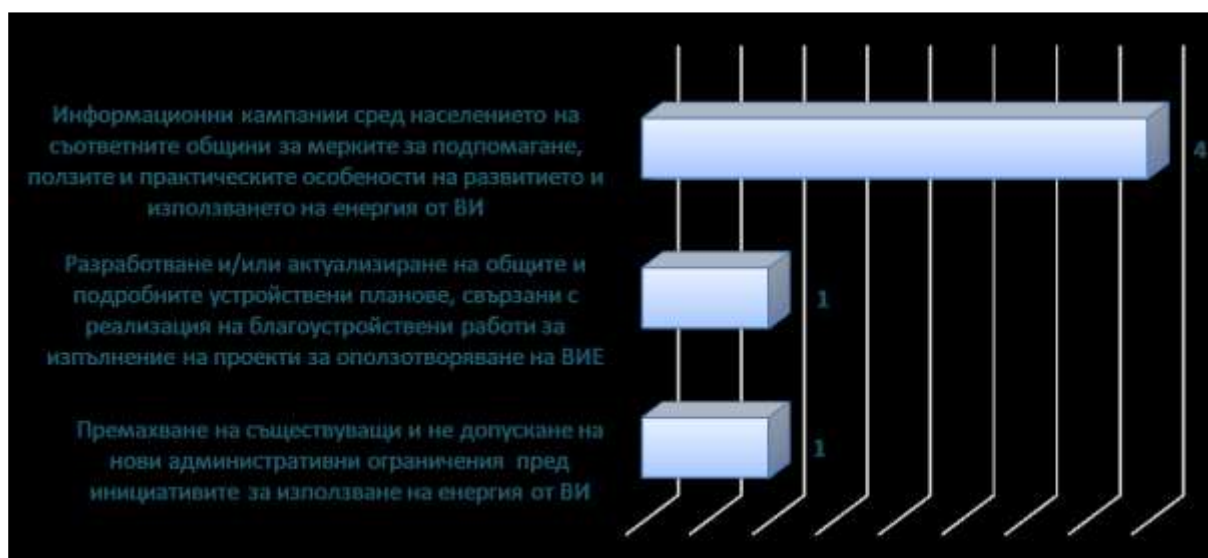 Информационни кампании сред населението на
съответните общини за мерките за подпомагане,
ползите и практическите особености на развитието и
използването на енергия от ВИ
4
Разработване и/или актуализиране на общите и
подробните устройствени планове, свързани с
реализация на благоустройствени работи за
изпълнение на проекти за оползотворяване на ВИЕ
1
Премахване на съществуващи и не допускане на
нови административни ограничения пред
инициативите за използване на енергия от ВИ
1